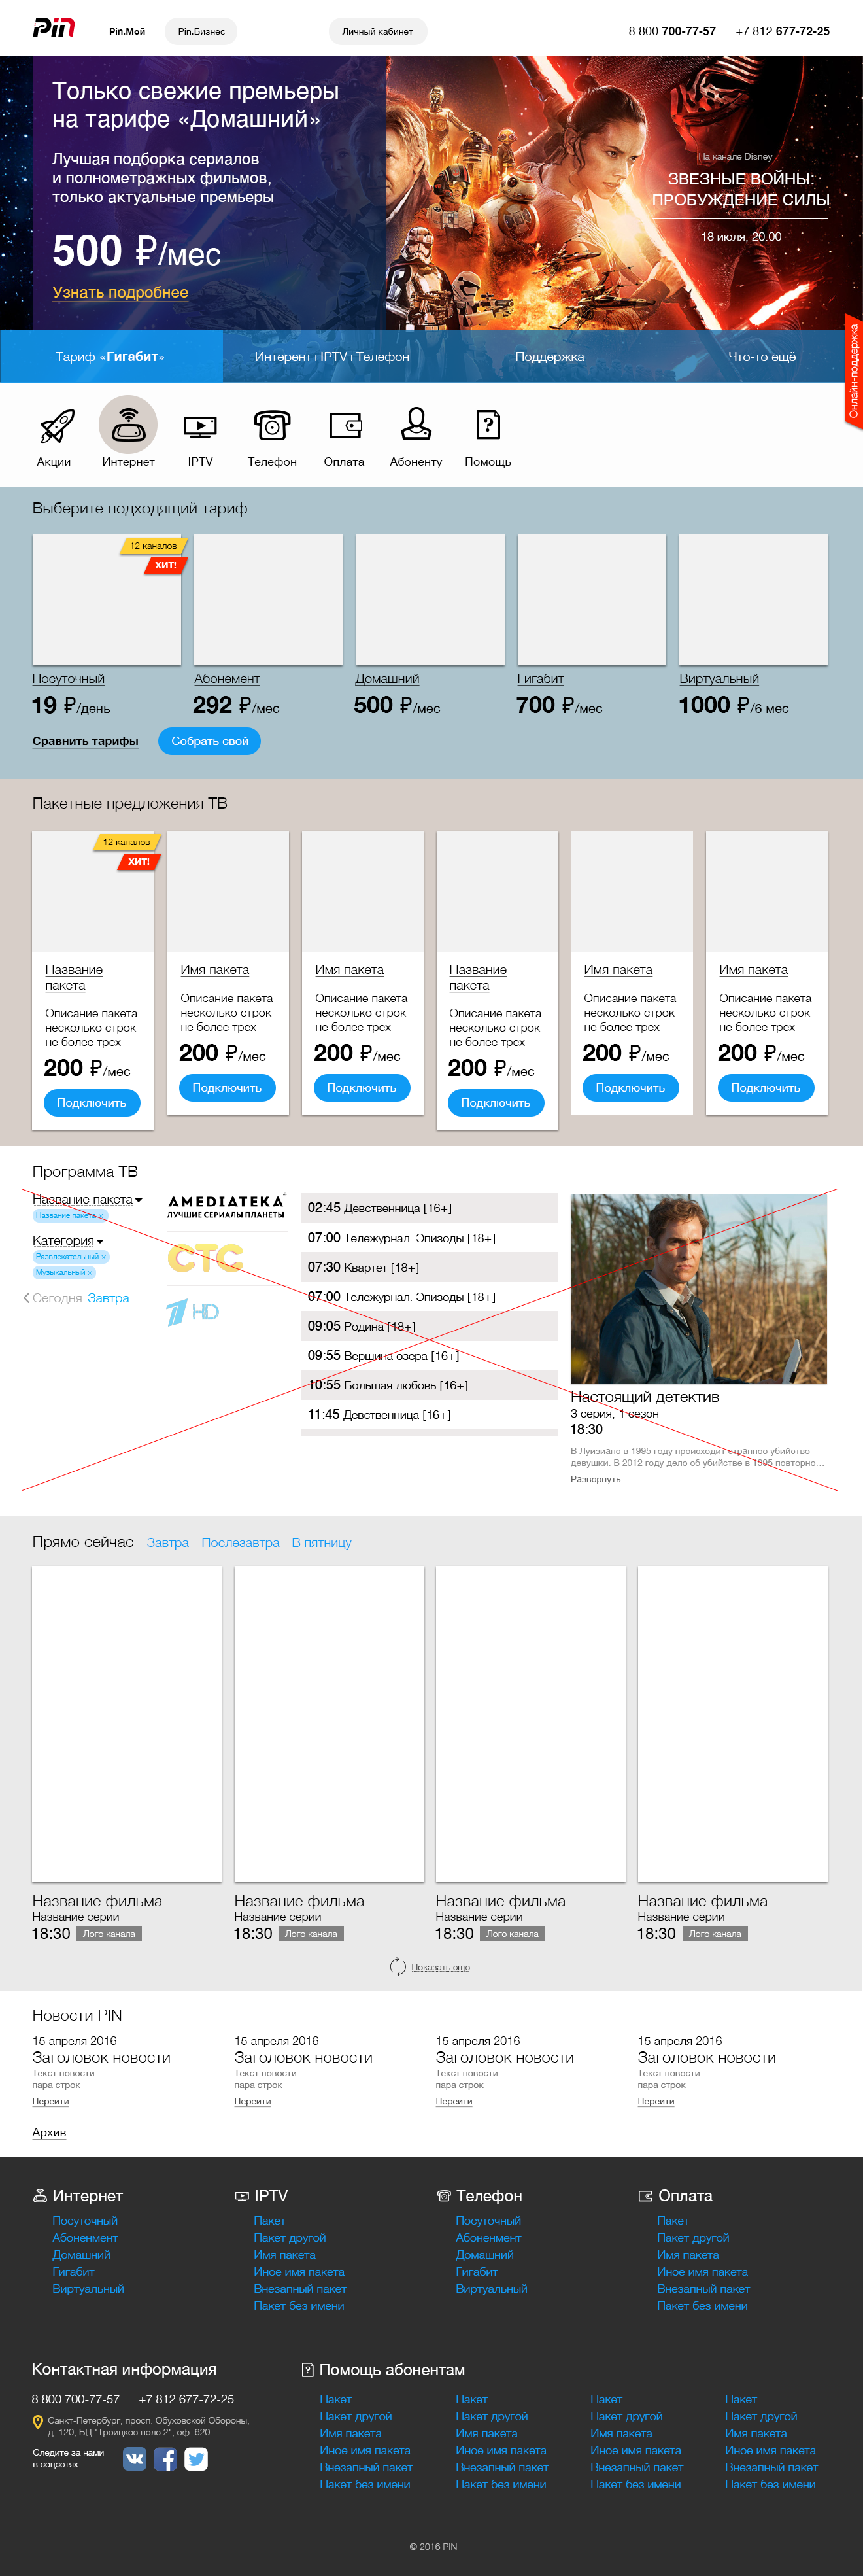 Pin
Pin.Мой
Pin.Бизнес
Личный кабинет
8 800 700-77-57
+7 812 677-72-25
Только свежие премьеры
на тарифе «Домашний»
Лучшая подборка сериалов
и полнометражных фильмов,
только актуальные премьеры
500 ₽/мес
Узнать подробнее
На канале Disney
ЗВЕЗНЫЕ ВОЙНЫ:
ПРОБУЖДЕНИЕ СИЛЫ
18 июля, 20:00
Онлайн-поддержка
Тариф «Гигабит»
Интерент+IPTV+Телефон
Поддержка
Что-то ещё
Акции
Интернет
IPTV
Телефон
Оплата
Абоненту
Помощь
Выберите подходящий тариф
12 каналов
ХИТ!
Посуточный
Абонемент
Домашний
Гигабит
Виртуальный
19 ₽/день
292 ₽/мес
500 ₽/мес
700 ₽/мес
1000 ₽/6 мес
Сравнить тарифы
Собрать свой
Пакетные предложения ТВ
12 каналов
ХИТ!
Название
пакета
Описание пакета
несколько строк
не более трех
200 ₽/мес
Подключить
Имя пакета
Описание пакета
несколько строк
не более трех
200 ₽/мес
Подключить
Имя пакета
Описание пакета
несколько строк
не более трех
200 ₽/мес
Подключить
Название
пакета
Описание пакета
несколько строк
не более трех
200 ₽/мес
Подключить
Имя пакета
Описание пакета
несколько строк
не более трех
200 ₽/мес
Подключить
Имя пакета
Описание пакета
несколько строк
не более трех
200 ₽/мес
Подключить
Программа ТВ
Название пакета
Название пакета ×
Категория
Развлекательный ×
Музыкальный ×
Сегодня Завтра
AMEDIATEKA
ЛУЧШИЕ СЕРИАЛЫ ПЛАНЕТЫ
СТС
1 HD
02:45 Девственница [16+]
07:00 Тележурнал. Эпизоды [18+]
07:30 Квартет [18+]
07:00 Тележурнал. Эпизоды [18+]
09:05 Родина [18+]
09:55 Вершина озера [16+]
10:55 Большая любовь [16+]
11:45 Девственница [16+]
Настоящий детектив
3 серия, 1 сезон
18:30
В Луизиане в 1995 году происходит странное убийство
девушки. В 2012 году дело об убийстве в 1995 повторно...
Развернуть
Прямо сейчас
Завтра
Послезавтра
В пятницу
Название фильма
Название серии
18:30 Лого канала
Название фильма
Название серии
18:30 Лого канала
Название фильма
Название серии
18:30 Лого канала
Название фильма
Название серии
18:30 Лого канала
Показать еще
Новости PIN
15 апреля 2016
Заголовок новости
Текст новости
пара строк
Перейти
15 апреля 2016
Заголовок новости
Текст новости
пара строк
Перейти
15 апреля 2016
Заголовок новости
Текст новости
пара строк
Перейти
15 апреля 2016
Заголовок новости
Текст новости
пара строк
Перейти
Архив
Интернет
Посуточный
Абоненмент
Домашний
Гигабит
Виртуальный
IPTV
Пакет
Пакет другой
Имя пакета
Иное имя пакета
Внезапный пакет
Пакет без имени
Телефон
Посуточный
Абоненмент
Домашний
Гигабит
Виртуальный
Оплата
Пакет
Пакет другой
Имя пакета
Иное имя пакета
Внезапный пакет
Пакет без имени
Контактная информация
8 800 700-77-57
+7 812 677-72-25
Санкт-Петербург, просп. Обуховской Обороны,
д. 120, БЦ "Троицкое поле 2", оф. 620
Следите за нами
в соцсетях
Помощь абонентам
Пакет
Пакет другой
Имя пакета
Иное имя пакета
Внезапный пакет
Пакет без имени
Пакет
Пакет другой
Имя пакета
Иное имя пакета
Внезапный пакет
Пакет без имени
Пакет
Пакет другой
Имя пакета
Иное имя пакета
Внезапный пакет
Пакет без имени
Пакет
Пакет другой
Имя пакета
Иное имя пакета
Внезапный пакет
Пакет без имени
© 2016 PIN